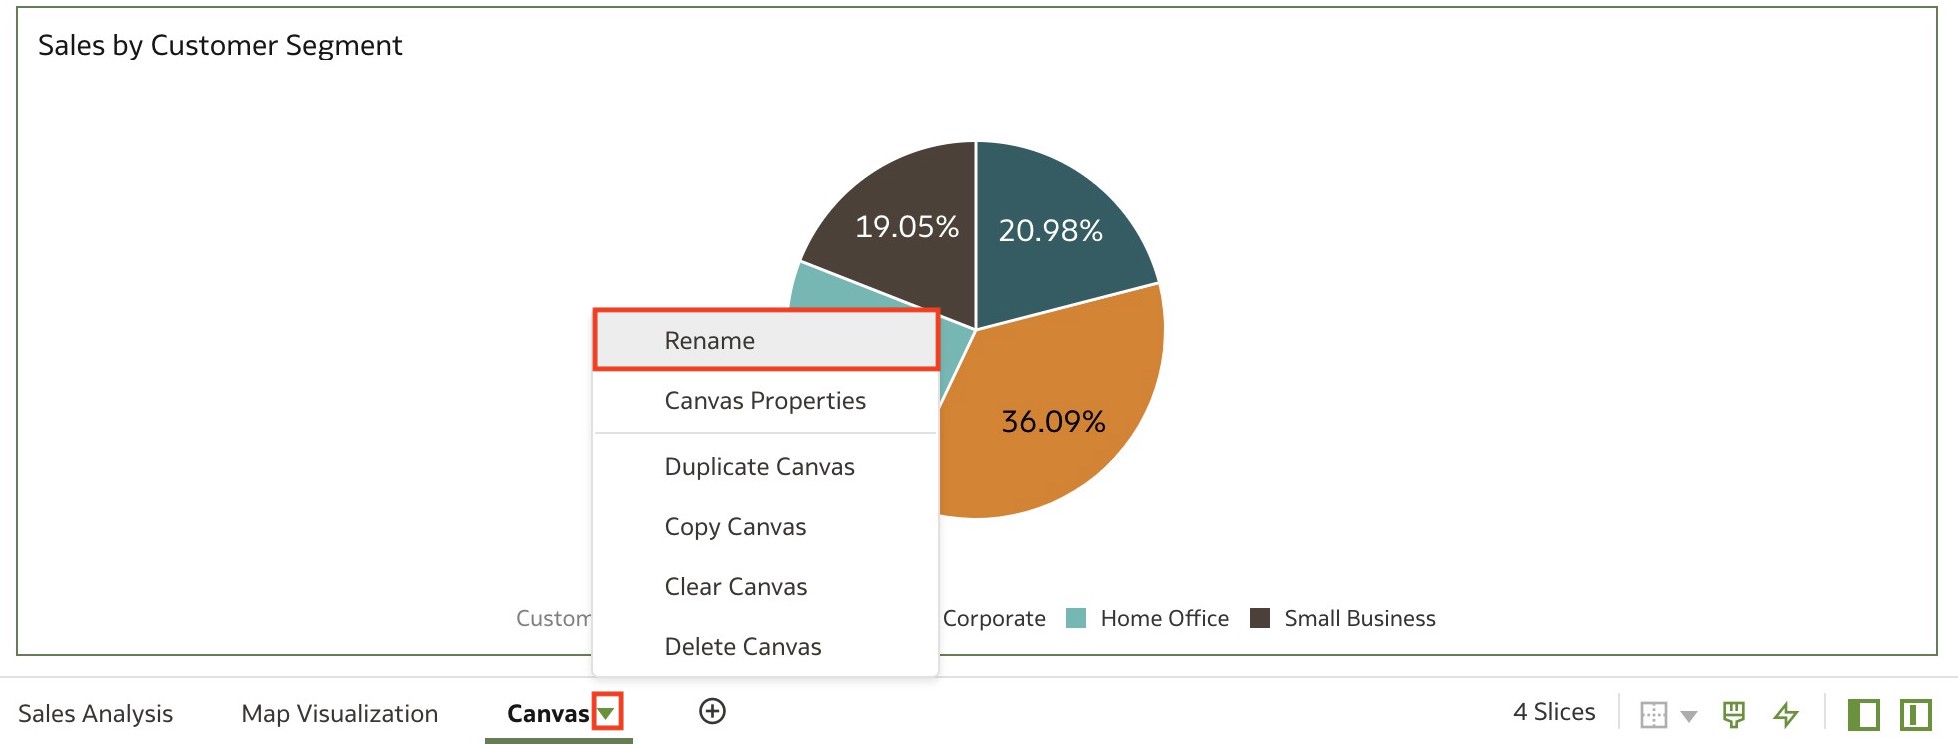 Sales by Customer Segment
19.05%
20.98%
36.09%
Rename
Canvas Properties
Duplicate Canvas
Copy Canvas
Clear Canvas
Delete Canvas
Custom
Corporate
Home Office
Small Business
Sales Analysis
Map Visualization
Canvas
4 Slices